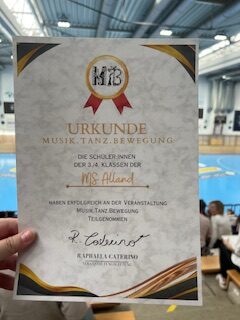 MTB
URKUNDE
MUSIK.TANZ.BEWEGUNG
DIE SCHÜLER:INNEN
DER 3./4. KLASSEN DER
MS Alland
HABEN ERFOLGREICH AN DER VERANSTALTUNG
MUSIK.TANZ.BEWEGUNG
TEILGENOMMEN
R. Caterino
RAPHAELA CATERINO